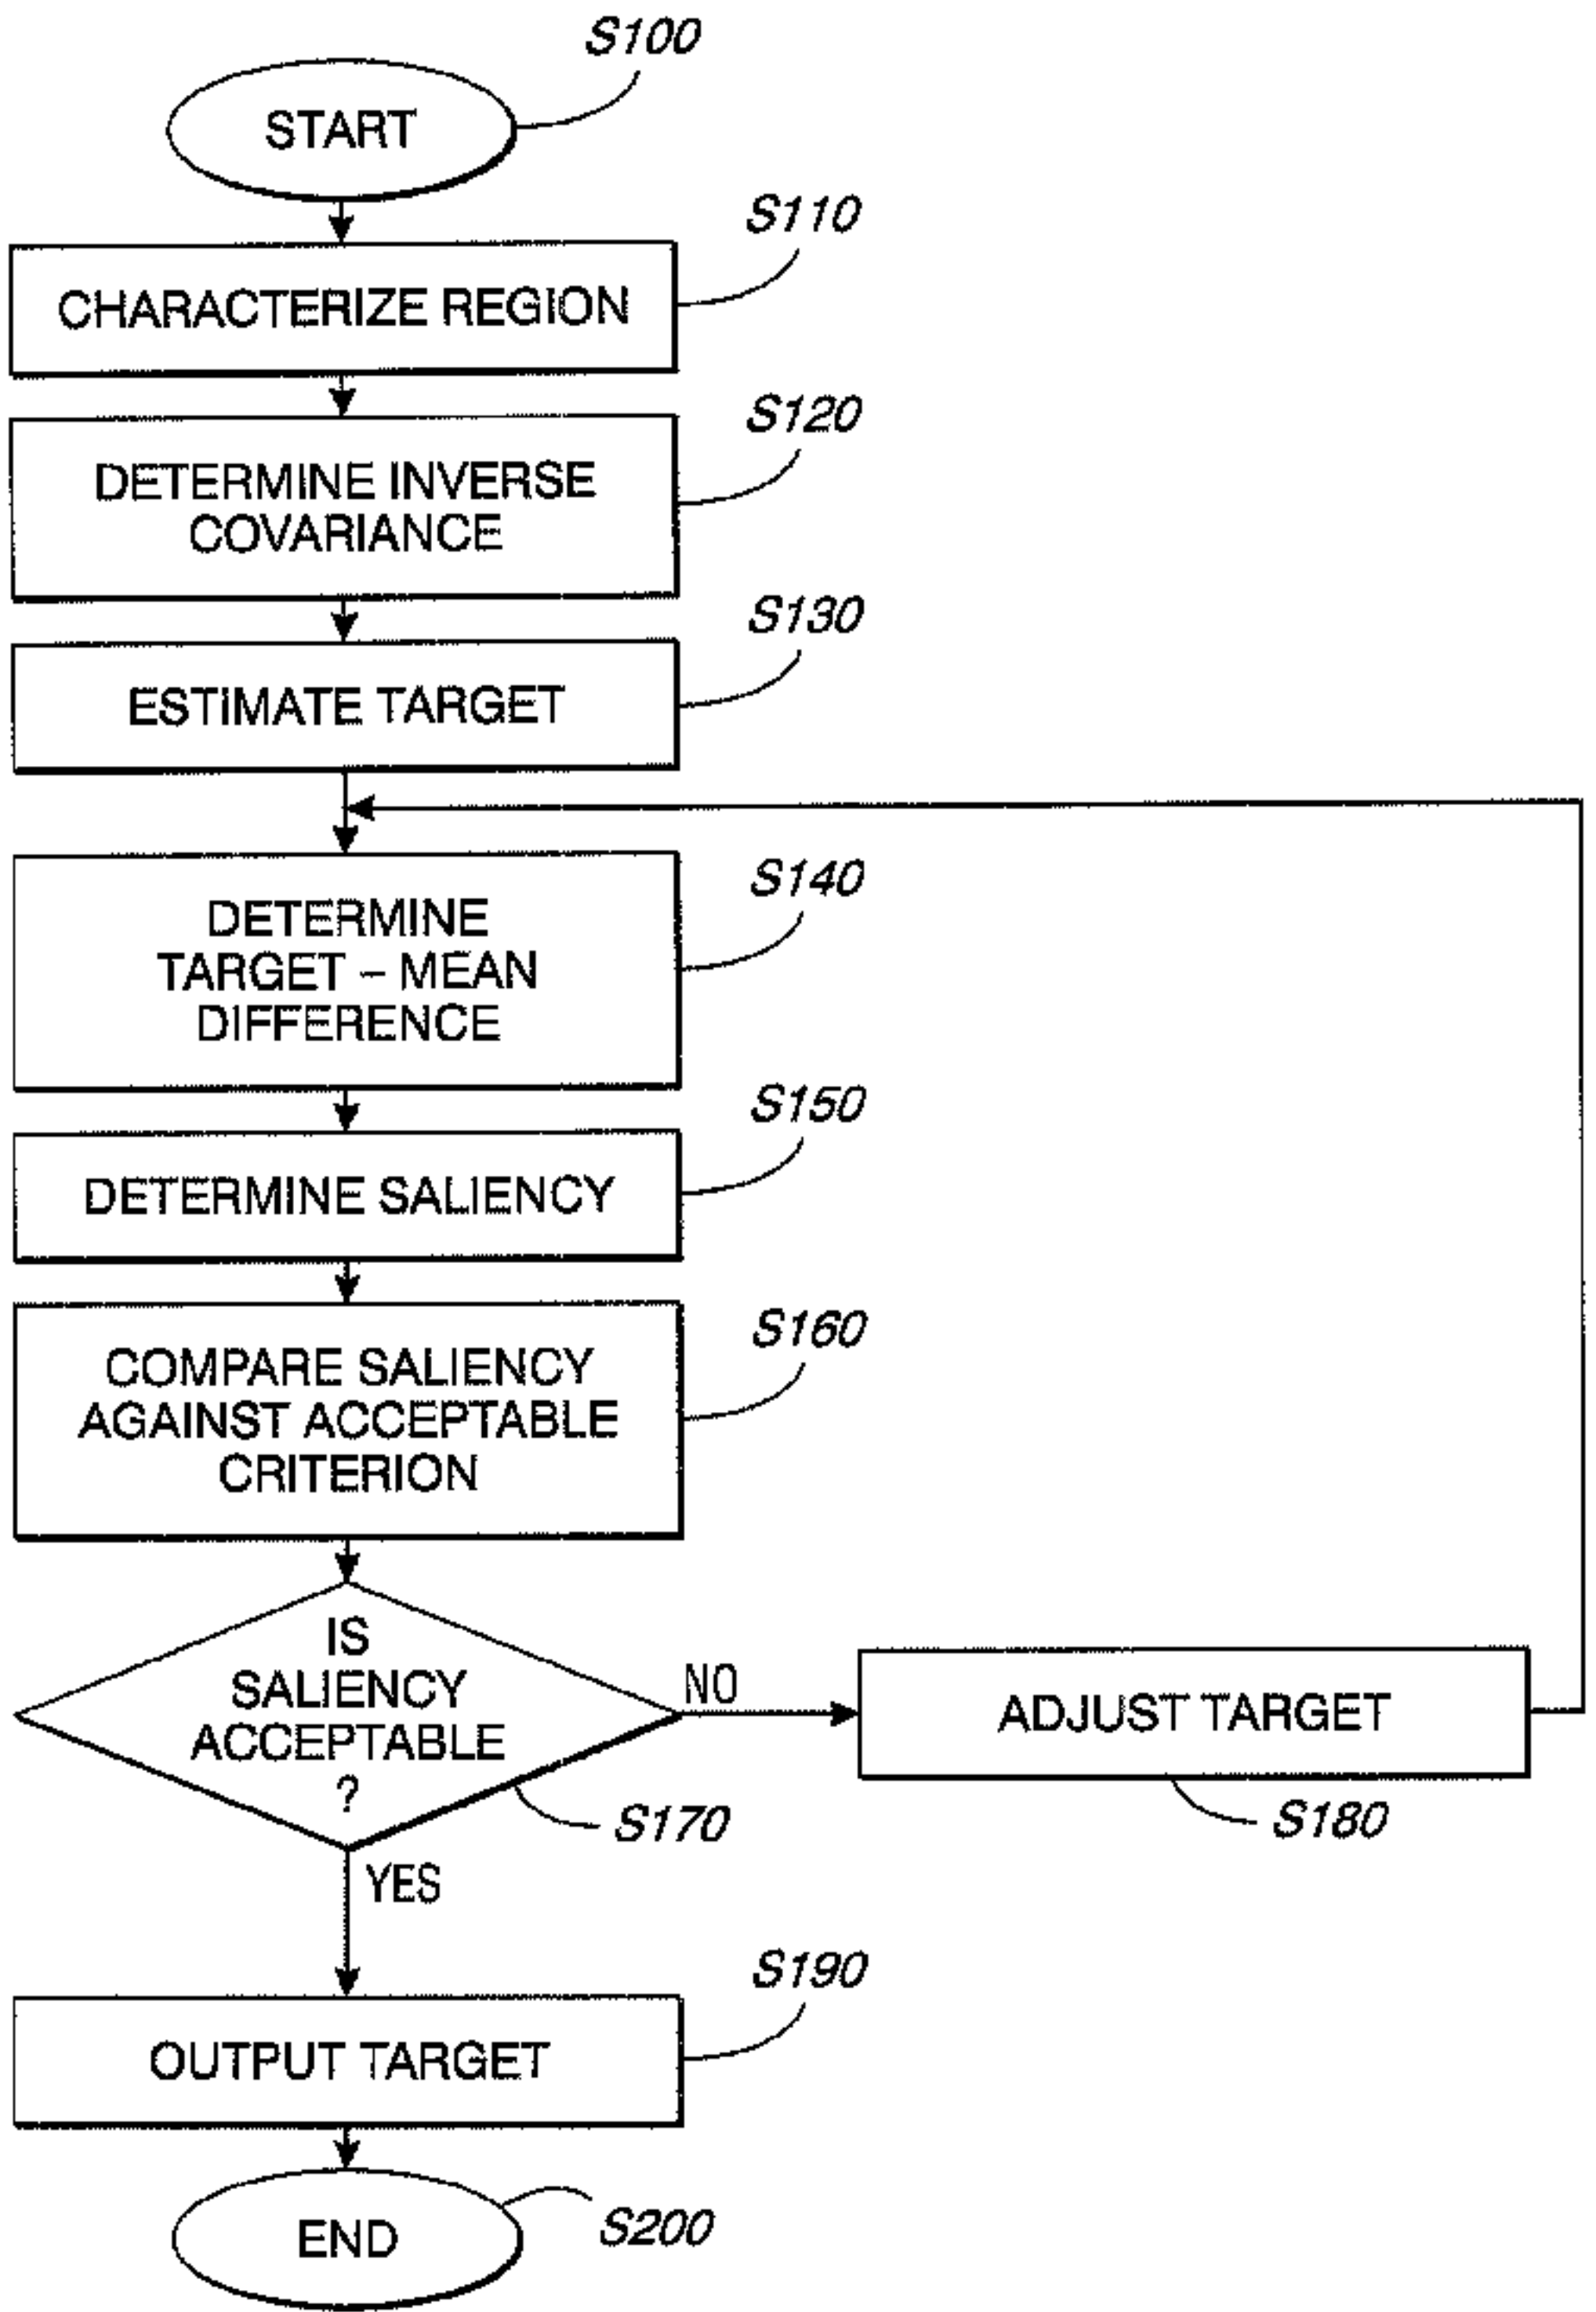 S100
START
S110
CHARACTERIZE REGION
S120
DETERMINE INVERSE
COVARIANCE
S130
ESTIMATE TARGET
S140
DETERMINE
TARGET – MEAN
DIFFERENCE
S150
DETERMINE SALIENCY
S160
COMPARE SALIENCY
AGAINST ACCEPTABLE
CRITERION
IS
SALIENCY
ACCEPTABLE
?
NO
ADJUST TARGET
S170
S180
YES
S190
OUTPUT TARGET
END
S200